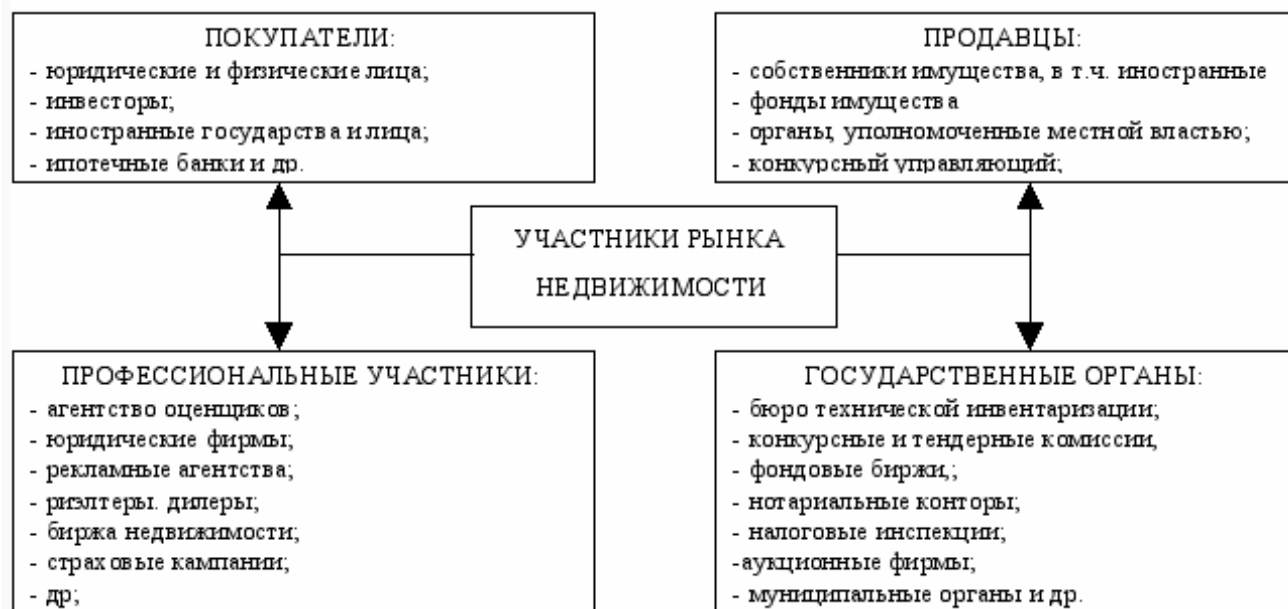 ПОКУПАТЕЛИ:
- юридические и физические лица;
- инвесторы;
- иностранные государства и лица;
- ипотечные банки и др.
ПРОДАВЦЫ:
- собственники имущества, в т.ч. иностранные
- фонды имущества
- органы, уполномоченные местной властью;
- конкурсный управляющий;
УЧАСТНИКИ РЫНКА
НЕДВИЖИМОСТИ
ПРОФЕССИОНАЛЬНЫЕ УЧАСТНИКИ:
- агентство оценщиков;
- юридические фирмы;
- рекламные агентства;
- риэлтеры. дилеры;
- биржа недвижимости;
- страховые кампании;
- др;
ГОСУДАРСТВЕННЫЕ ОРГАНЫ:
- бюро технической инвентаризации;
- конкурсные и тендерные комиссии,
- фондовые биржи,;
- нотариальные конторы;
- налоговые инспекции;
-аукционные фирмы;
- муниципальные органы и др.